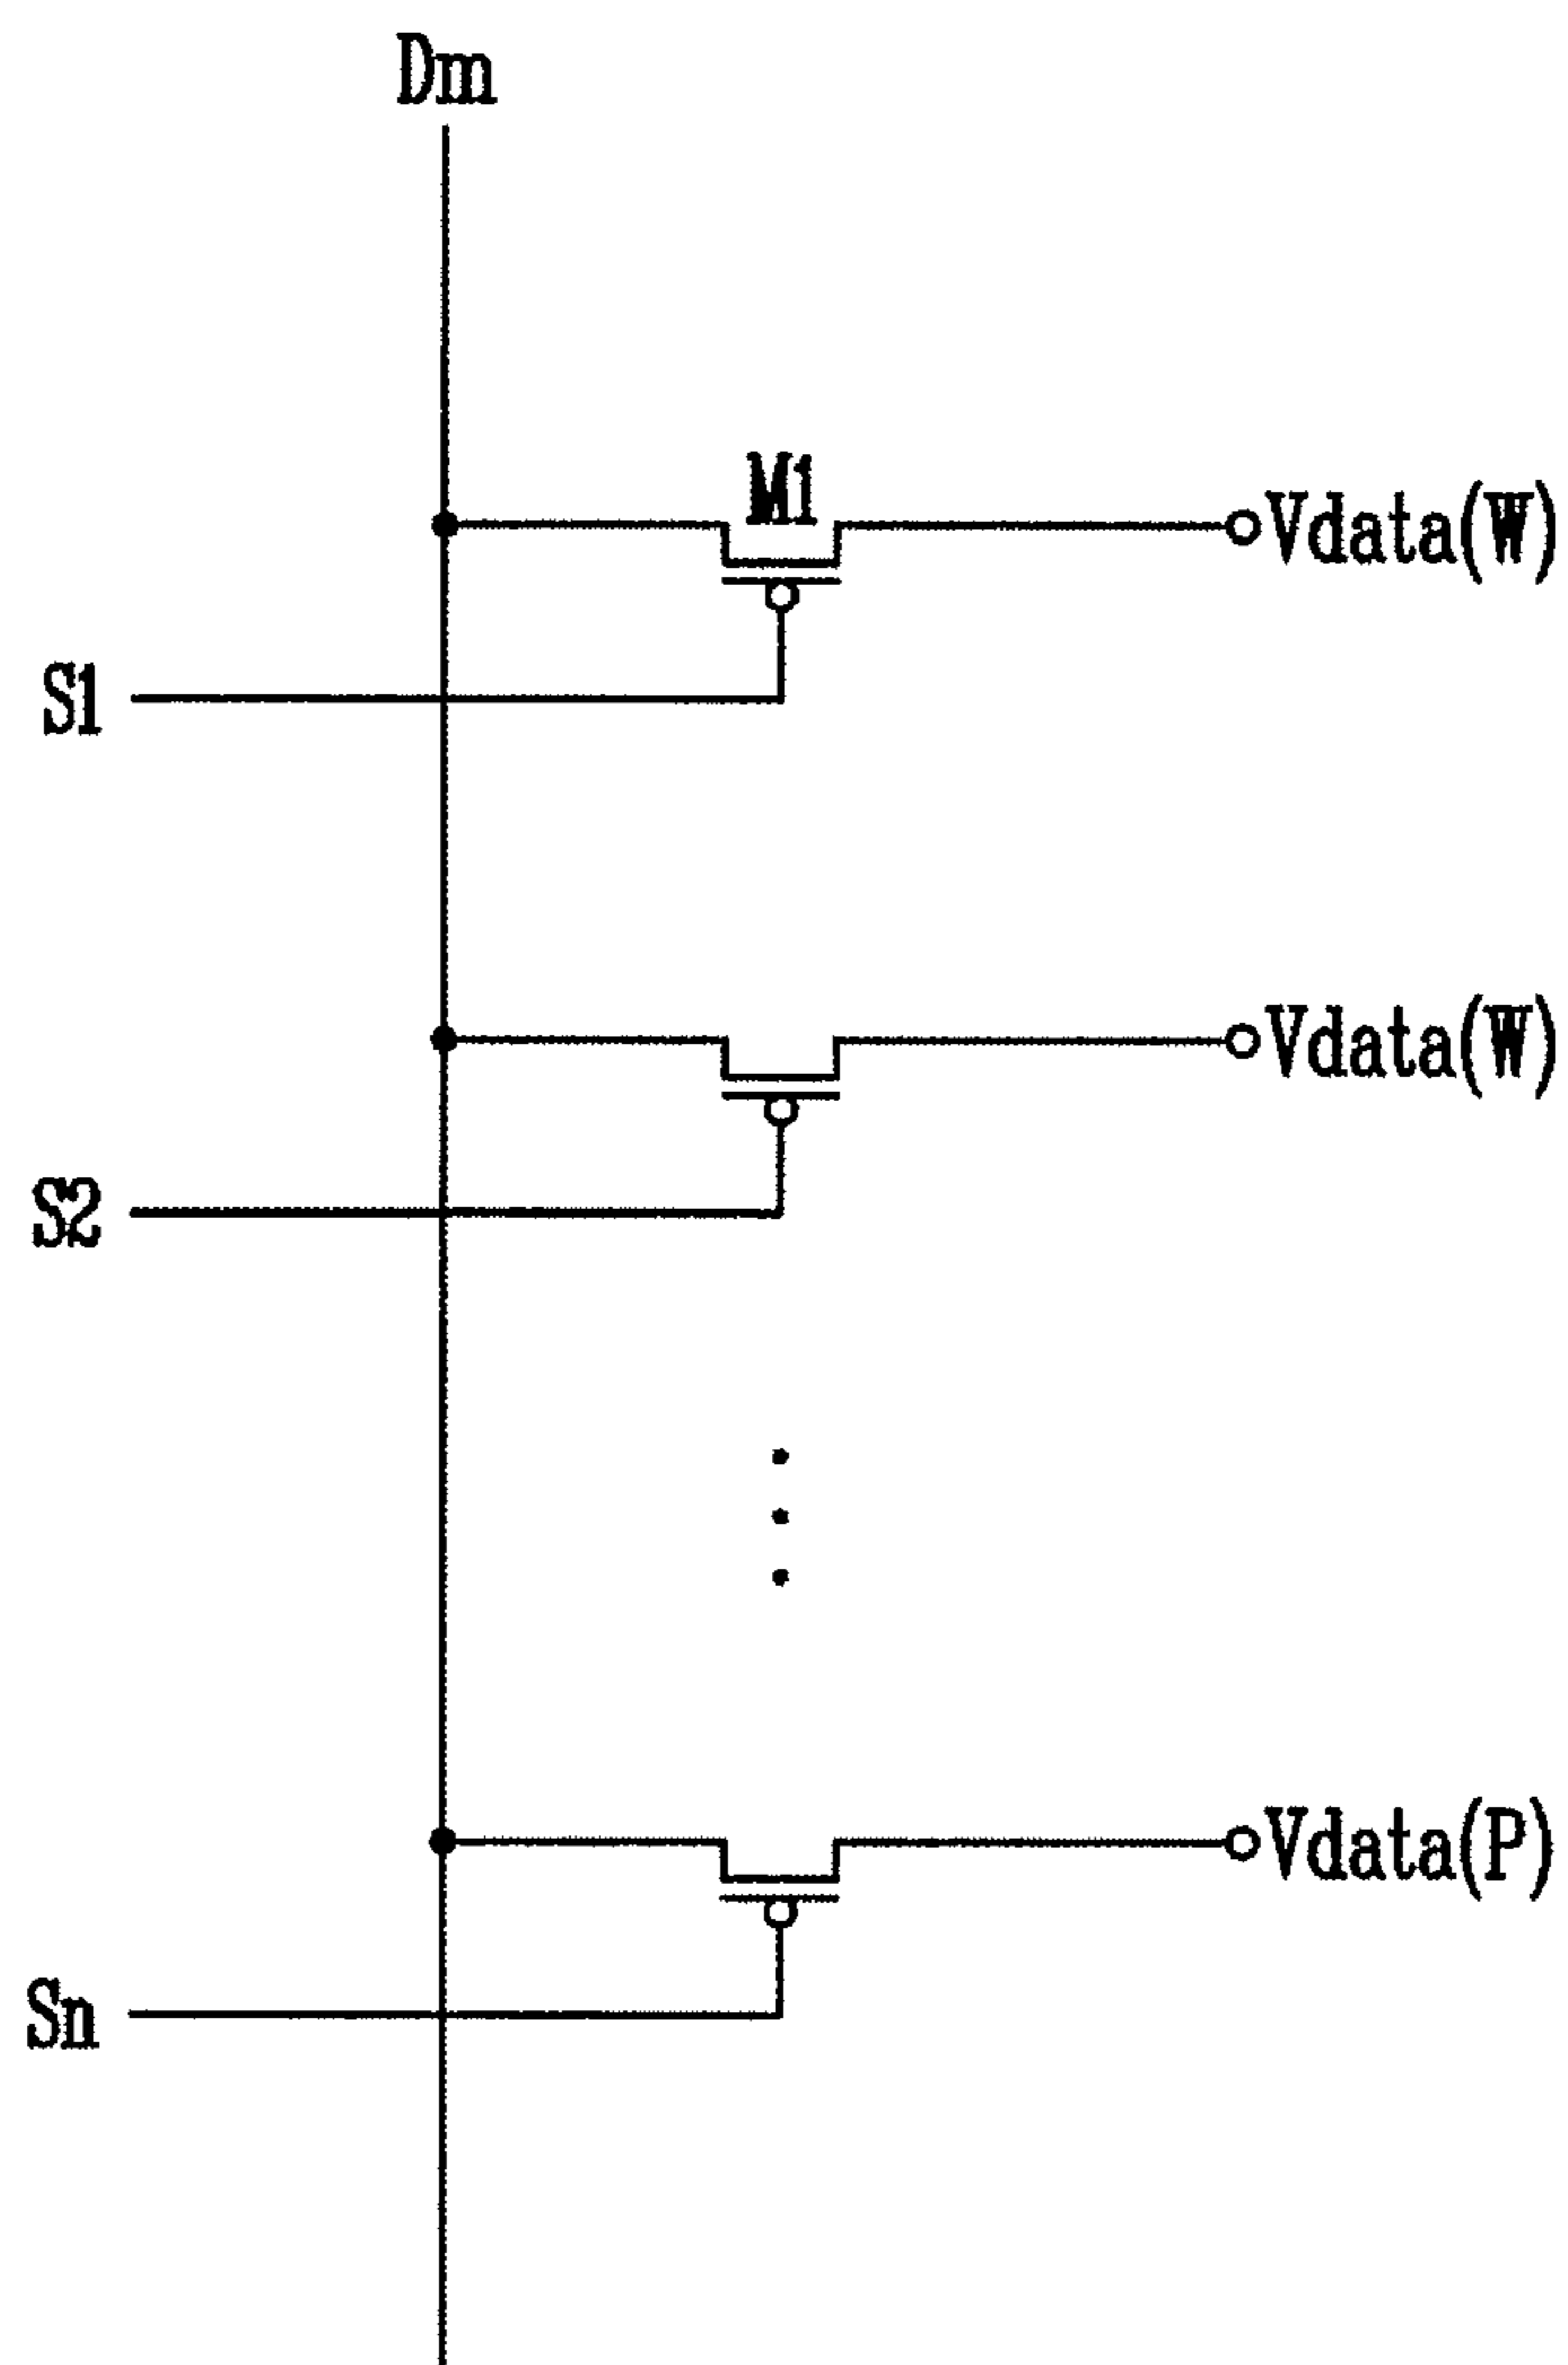 Dm
M1
Vdata(W)
S1
Vdata(W)
S2
Vdata(P)
Sn